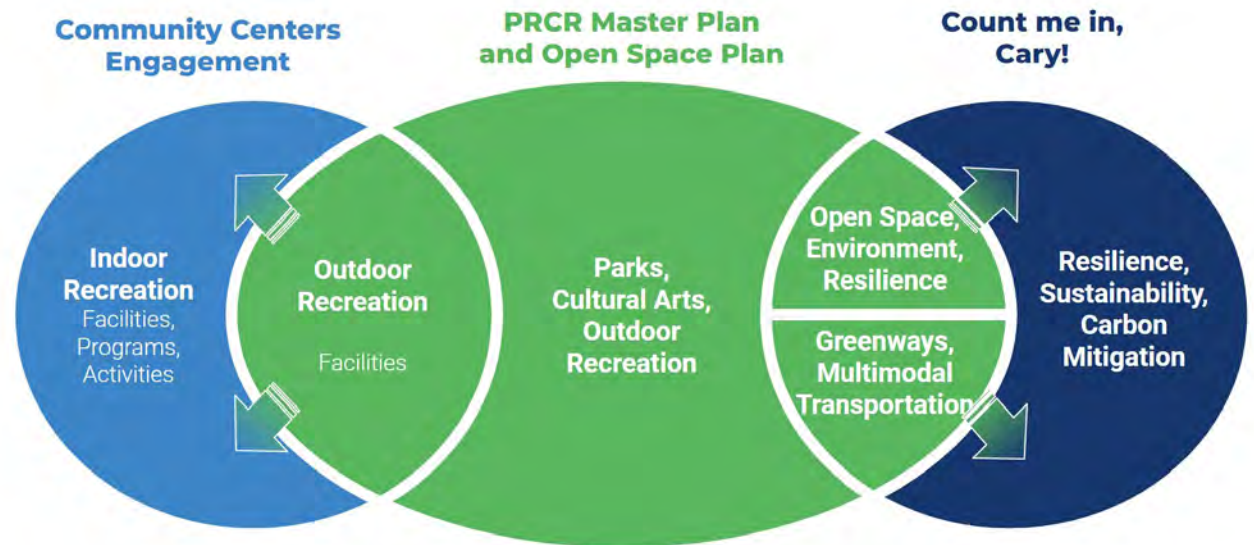 Community Centers
Engagement
PRCR Master Plan
and Open Space Plan
Count me in,
Cary!
Indoor
Recreation
Facilities,
Programs,
Activities
Outdoor
Recreation
Facilities
Parks,
Cultural Arts,
Outdoor
Recreation
Open Space,
Environment,
Resilience
Greenways,
Multimodal
Transportation
Resilience,
Sustainability,
Carbon
Mitigation